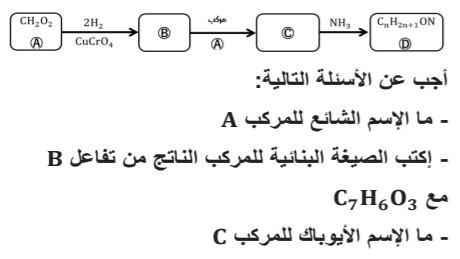 CH₂O₂ Ⓐ 2H₂ CuCrO₄ Ⓑ مركب Ⓐ Ⓒ NH₃ CₙH₂ₙ₊₁ON Ⓓ
أجب عن الأسئلة التالية:
- ما الإسم الشائع للمركب A
- إكتب الصيغة البنائية للمركب الناتج من تفاعل B
مع C₇H₆O₃
- ما الإسم الأيوباك للمركب C